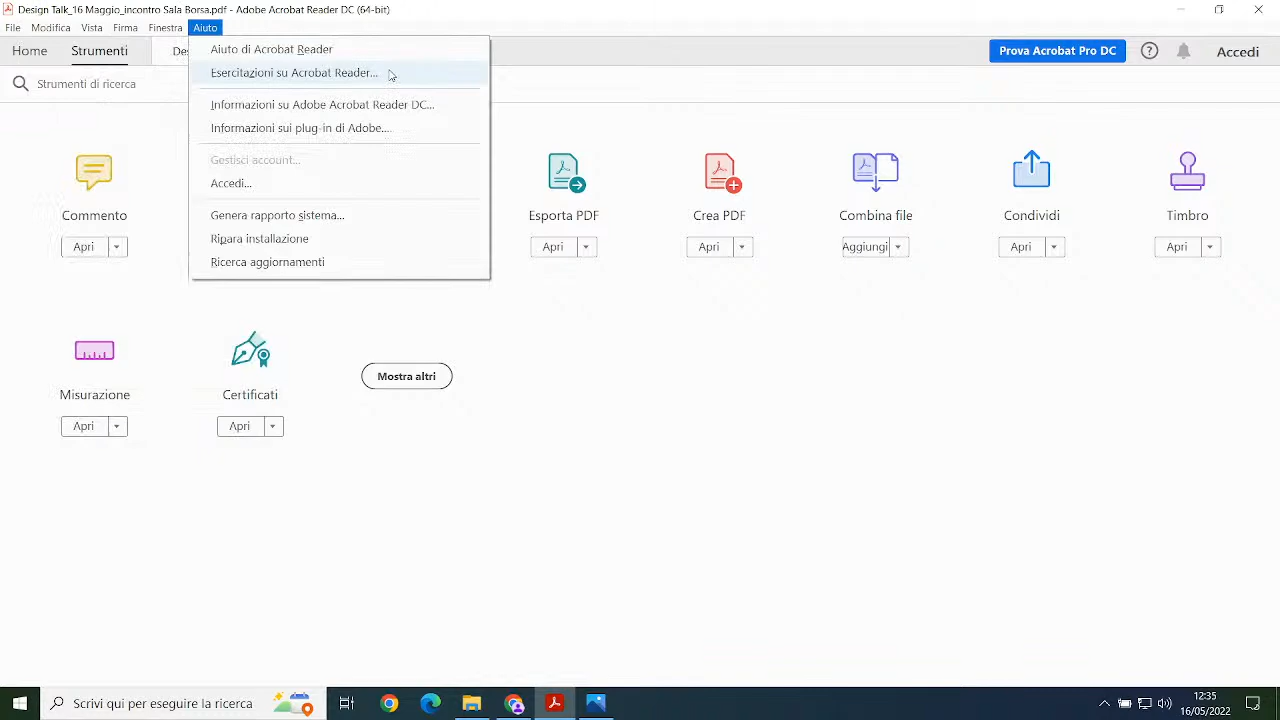 Design Talk_16 Maggio_incontro Sala Borsa.pdf - Adobe Acrobat Reader DC (64-bit)
File Modifica Vista Firma Finestra Aiuto
Home Strumenti De
Prova Acrobat Pro DC ? Accedi
Strumenti di ricerca
Aiuto di Acrobat Reader
Esercitazioni su Acrobat Reader...
Informazioni su Adobe Acrobat Reader DC...
Informazioni sui plug-in di Adobe...
Gestisci account...
Accedi...
Genera rapporto sistema...
Ripara installazione
Ricerca aggiornamenti
Commento Esporta PDF Crea PDF Combina file Condividi Timbro
Apri Apri Apri Aggiungi Apri Apri
Misurazione Certificati Mostra altri
Apri Apri
Scrivi qui per eseguire la ricerca
12:35
16/05/2022